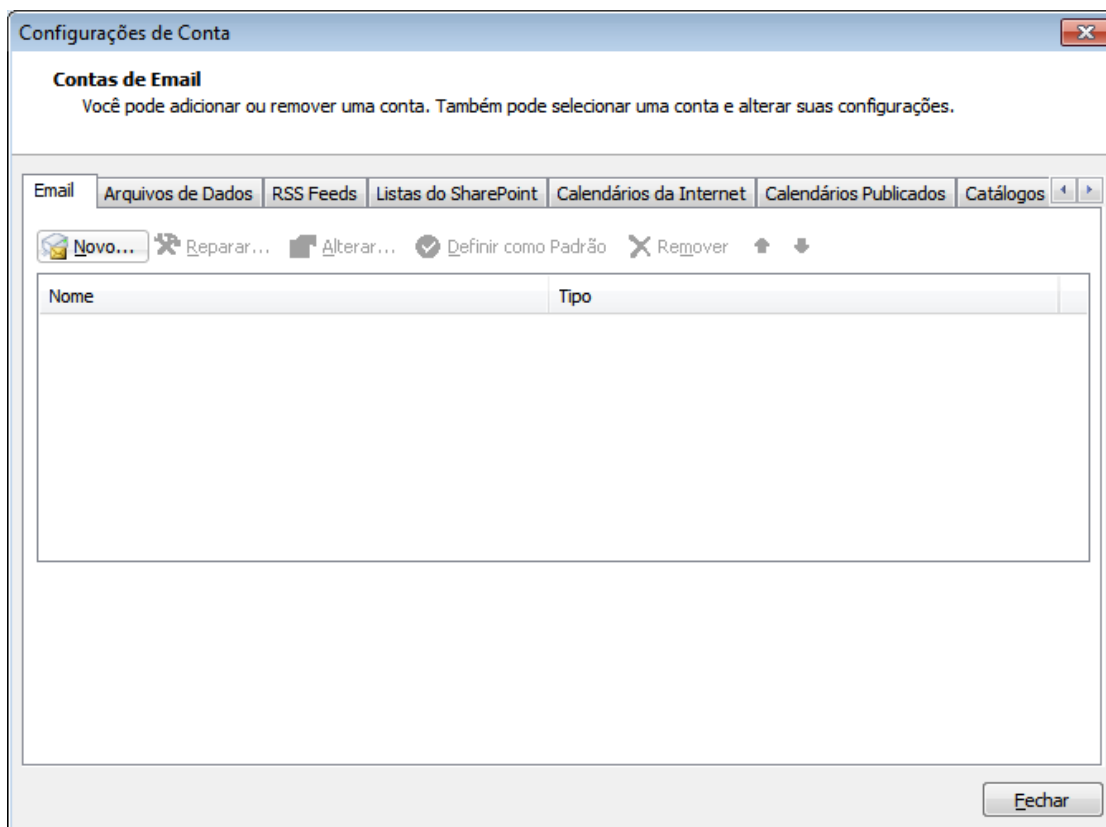 Configurações de Conta
Contas de Email
Você pode adicionar ou remover uma conta. Também pode selecionar uma conta e alterar suas configurações.
Email Arquivos de Dados RSS Feeds Listas do SharePoint Calendários da Internet Calendários Publicados Catálogos
Novo... Reparar... Alterar... Definir como Padrão Remover
Nome Tipo
Fechar